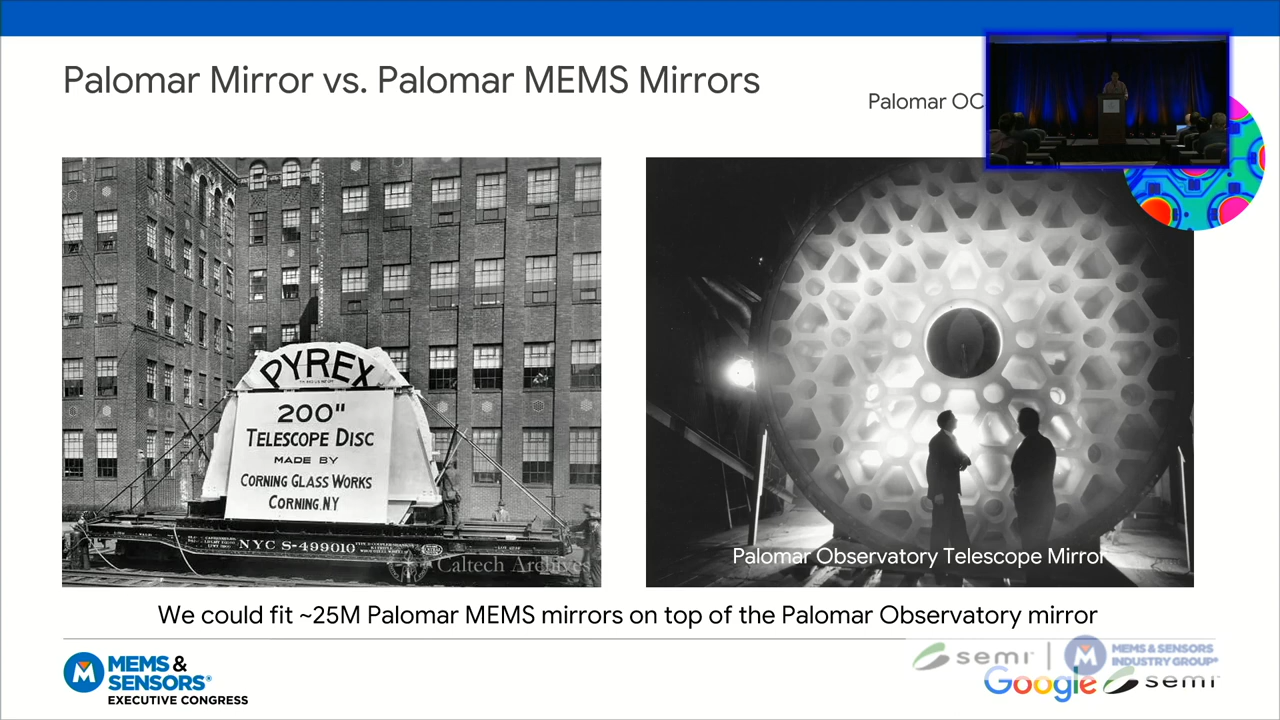 Palomar Mirror vs. Palomar MEMS Mirrors
Palomar OC
PYREX
200"
TELESCOPE DISC
MADE BY
CORNING GLASS WORKS
CORNING, N.Y.
NYC S-499010
Caltech Archives
Palomar Observatory Telescope Mirror
We could fit ~25M Palomar MEMS mirrors on top of the Palomar Observatory mirror
MEMS &
SENSORS®
EXECUTIVE CONGRESS
semi | MEMS & SENSORS
INDUSTRY GROUP®
Google semi